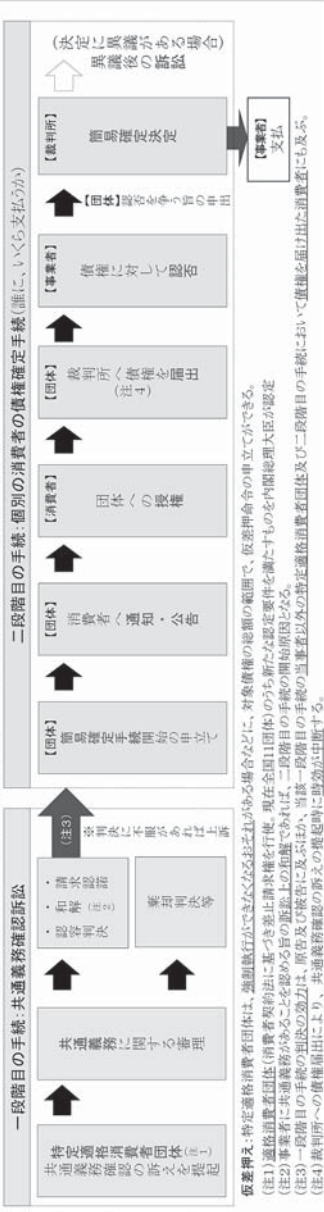 一段階目の手続：共通義務確認訴訟
特定適格消費者団体（注1）
共通義務確認の訴えを提起
共通義務に関する審理
・認容判決
・和解（注2）
・請求認諾
棄却判決等
(注3)
※判決に不服があれば上訴
二段階目の手続：個別の消費者の債権確定手続（誰に、いくら支払うか）
【団体】
簡易確定手続開始の申立て
【団体】
消費者へ通知・公告
【消費者】
団体への授権
【団体】
裁判所へ債権を届出
(注4)
【事業者】
債権に対して認否
【団体】認否を争う旨の申出
【裁判所】
簡易確定決定
(決定に異議がある場合)
異議後の訴訟
【事業者】
支払
仮差押え：特定適格消費者団体は、強制執行ができなくなるおそれがある場合などに、対象債権の総額の範囲で、仮差押命令の申立てができる。
(注1)適格消費者団体(消費者契約法に基づき差止請求権を行使。現在全国11団体)のうち新たな認定要件を満たすものを内閣総理大臣が認定
(注2)事業者に共通義務があることを認める旨の訴訟上の和解であれば、二段階目の手続の開始原因となる。
(注3)一段階目の手続の判決の効力は、原告及び被告に及ぶほか、当該一段階目の手続の当事者以外の特定適格消費者団体及び二段階目の手続において債権を届け出た消費者にも及ぶ。
(注4)裁判所への債権届出により、共通義務確認の訴えの提起時に時効が中断する。